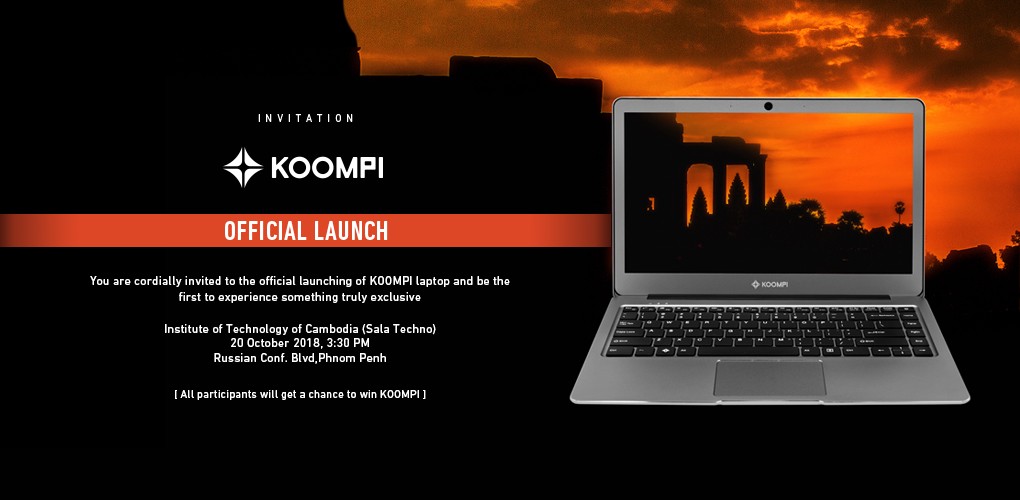 INVITATION
KOOMPI
OFFICIAL LAUNCH
You are cordially invited to the official launching of KOOMPI laptop and be the
first to experience something truly exclusive
Institute of Technology of Cambodia (Sala Techno)
20 October 2018, 3:30 PM
Russian Conf. Blvd,Phnom Penh
[ All participants will get a chance to win KOOMPI ]
KOOMPI